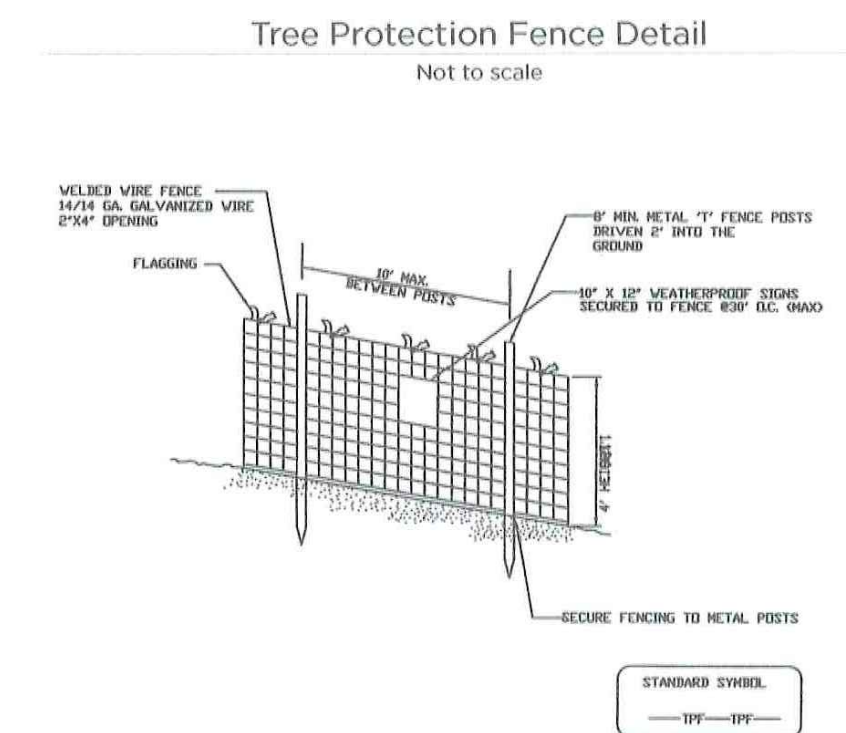 Tree Protection Fence Detail
Not to scale
WELDED WIRE FENCE
14/14 GA. GALVANIZED WIRE
2"X4" OPENING
FLAGGING
10' MAX.
BETWEEN POSTS
8' MIN. METAL 'T' FENCE POSTS
DRIVEN 2' INTO THE
GROUND
10" X 12" WEATHERPROOF SIGNS
SECURED TO FENCE @30' O.C. (MAX)
4' HEIGHT
SECURE FENCING TO METAL POSTS
STANDARD SYMBOL
TPF TPF